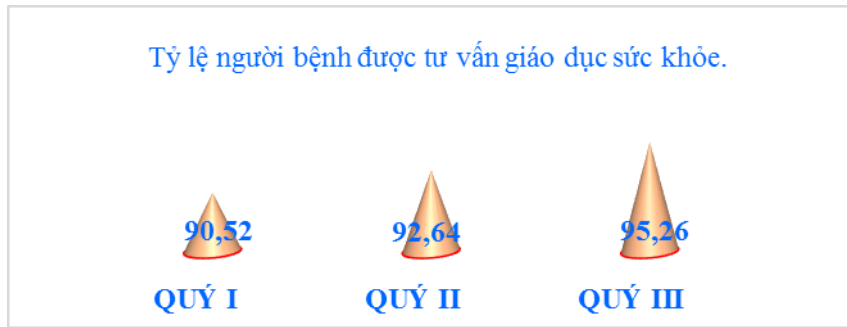 Tỷ lệ người bệnh được tư vấn giáo dục sức khỏe.
90,52 92,64 95,26
QUÝ I QUÝ II QUÝ III